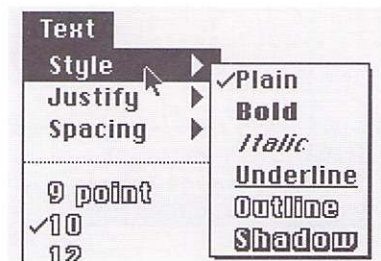 Text
Style
Justify
Spacing
9 point
✓10
12
✓Plain
Bold
Italic
Underline
Outline
Shadow